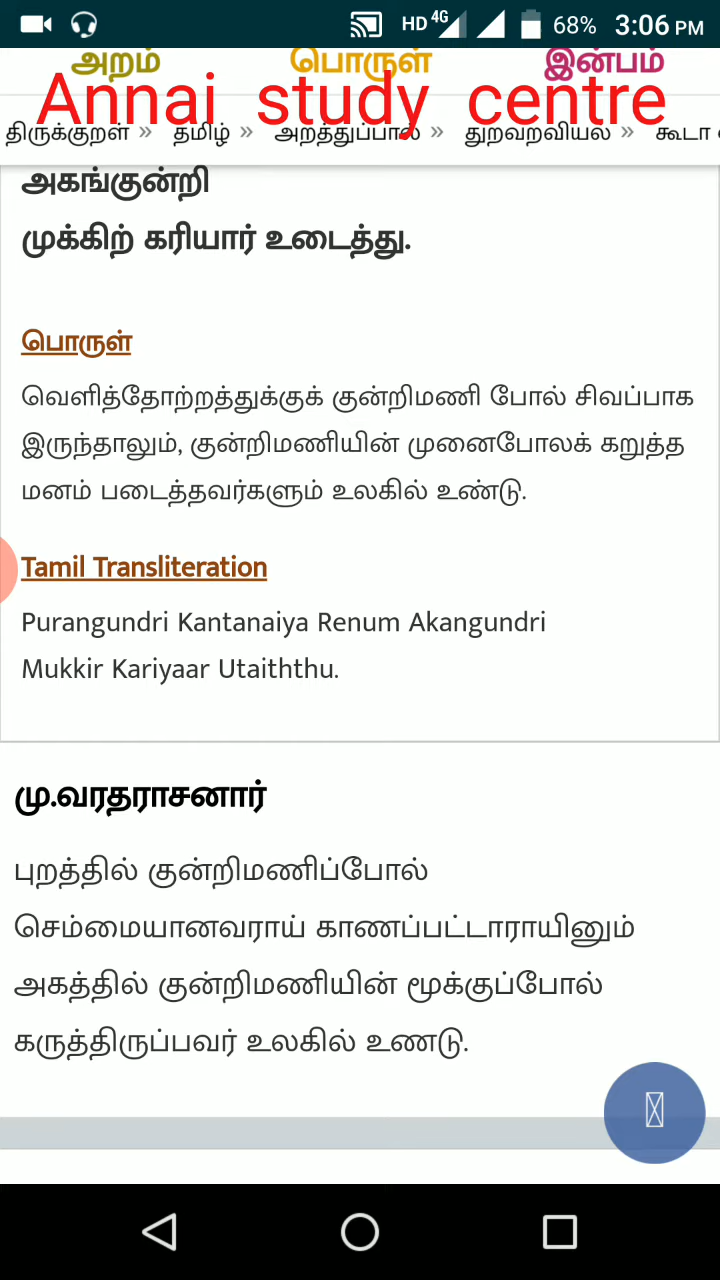 HD 4G 68% 3:06 PM
அறம் பொருள் இன்பம்
Annai study centre
திருக்குறள் » தமிழ் » அறத்துப்பால் » துறவறவியல் » கூடா
அகங்குன்றி
முக்கிற் கரியார் உடைத்து.
பொருள்
வெளித்தோற்றத்துக்குக் குன்றிமணி போல் சிவப்பாக
இருந்தாலும், குன்றிமணியின் முனைபோலக் கறுத்த
மனம் படைத்தவர்களும் உலகில் உண்டு.
Tamil Transliteration
Purangundri Kantanaiya Renum Akangundri
Mukkir Kariyaar Utaiththu.
மு.வரதராசனார்
புறத்தில் குன்றிமணிப்போல்
செம்மையானவராய் காணப்பட்டாராயினும்
அகத்தில் குன்றிமணியின் மூக்குப்போல்
கருத்திருப்பவர் உலகில் உணடு.